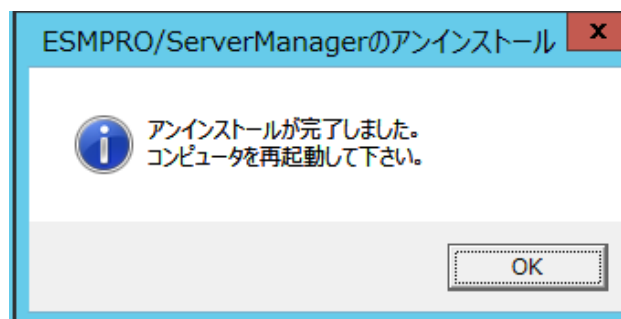 ESMPRO/ServerManagerのアンインストール
アンインストールが完了しました。
コンピュータを再起動して下さい。
OK